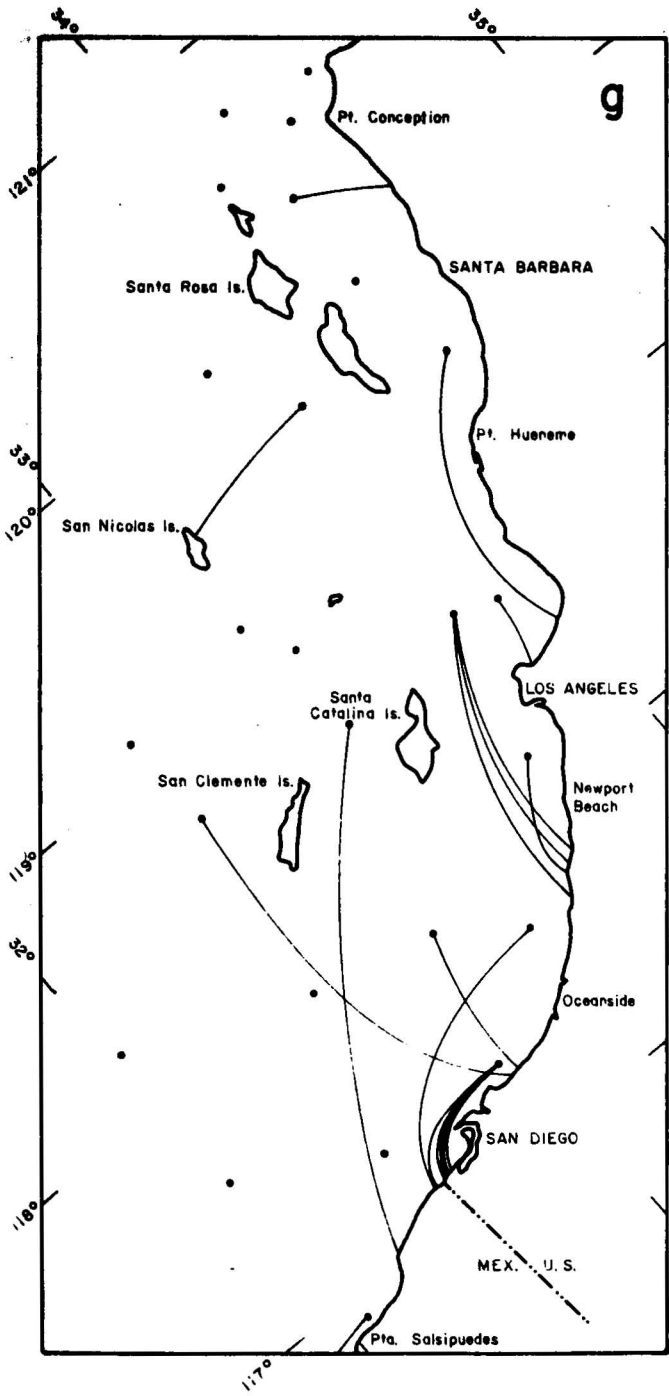 34°
35°
g
Pt. Conception
121°
SANTA BARBARA
Santa Rosa Is.
Pt. Hueneme
33°
120°
San Nicolas Is.
LOS ANGELES
Santa
Catalina Is.
San Clemente Is.
Newport
Beach
119°
32°
Oceanside
SAN DIEGO
118°
MEX. U.S.
Pta. Salsipuedes
117°